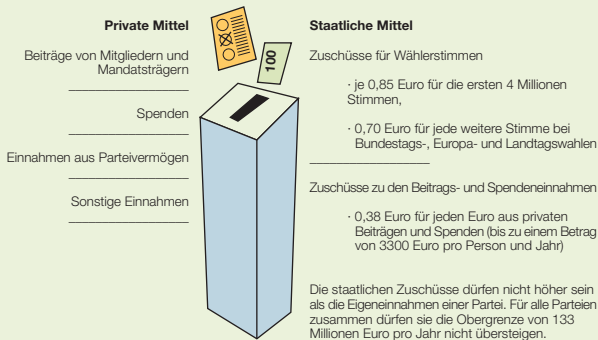 Private Mittel
Beiträge von Mitgliedern und
Mandatsträgern
Spenden
Einnahmen aus Parteivermögen
Sonstige Einnahmen
100
Staatliche Mittel
Zuschüsse für Wählerstimmen
· je 0,85 Euro für die ersten 4 Millionen
Stimmen,
· 0,70 Euro für jede weitere Stimme bei
Bundestags-, Europa- und Landtagswahlen
Zuschüsse zu den Beitrags- und Spendeneinnahmen
· 0,38 Euro für jeden Euro aus privaten
Beiträgen und Spenden (bis zu einem Betrag
von 3300 Euro pro Person und Jahr)
Die staatlichen Zuschüsse dürfen nicht höher sein
als die Eigeneinnahmen einer Partei. Für alle Parteien
zusammen dürfen sie die Obergrenze von 133
Millionen Euro pro Jahr nicht übersteigen.